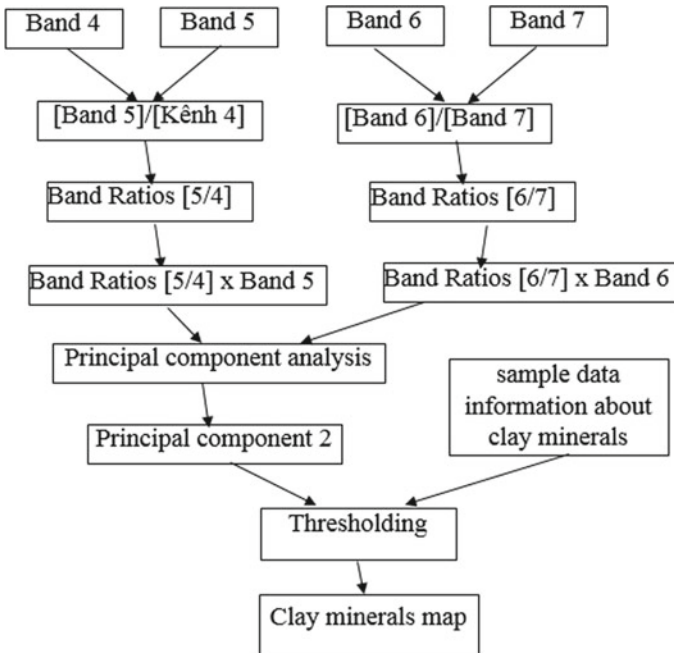 Band 4
Band 5
Band 6
Band 7
[Band 5]/[Kênh 4]
[Band 6]/[Band 7]
Band Ratios [5/4]
Band Ratios [6/7]
Band Ratios [5/4] x Band 5
Band Ratios [6/7] x Band 6
Principal component analysis
sample data
information about
clay minerals
Principal component 2
Thresholding
Clay minerals map